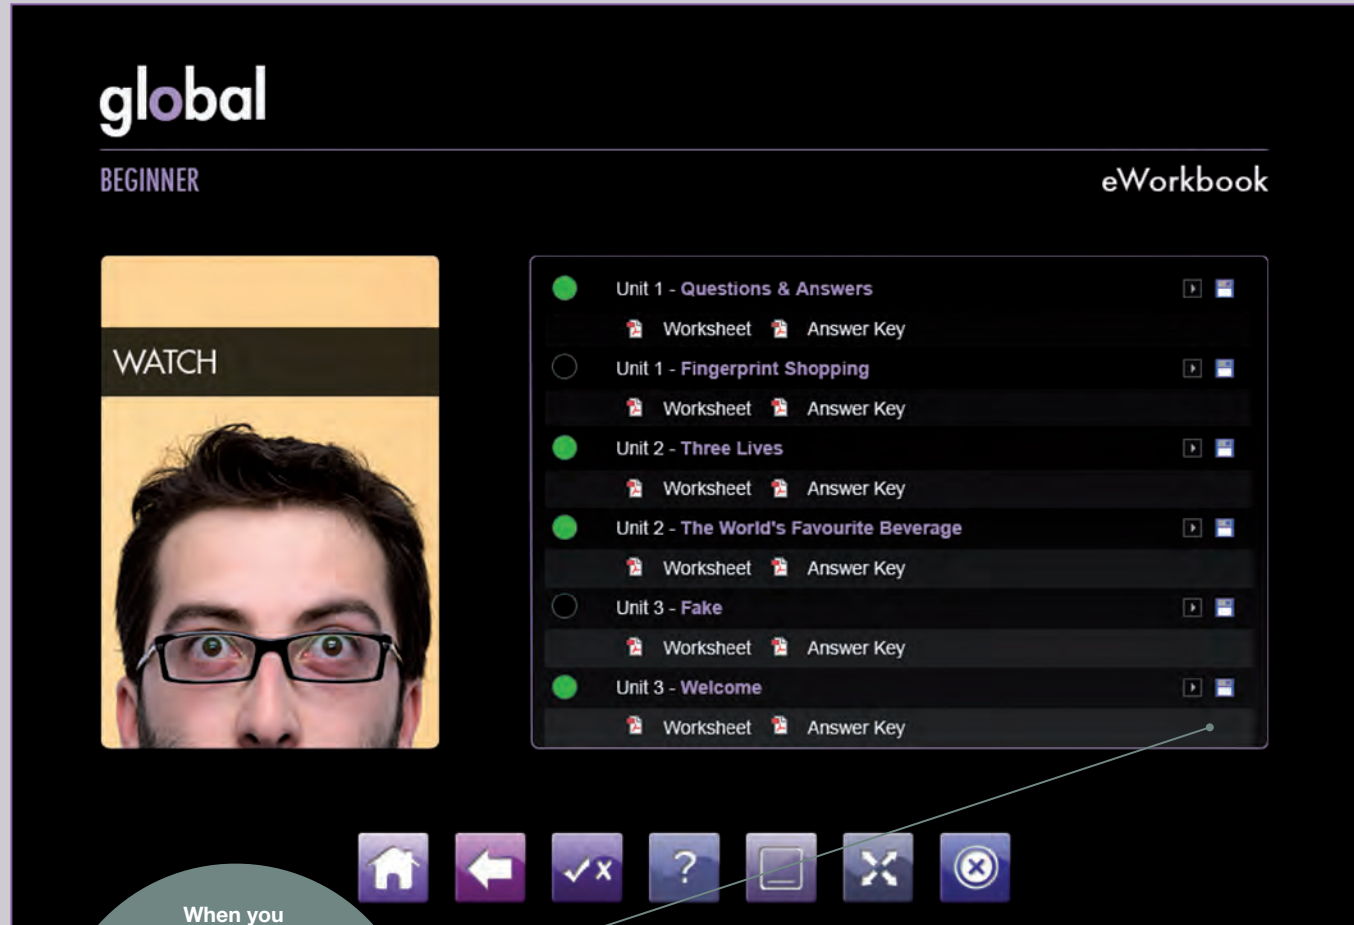 global
BEGINNER
eWorkbook
WATCH
Unit 1 - Questions & Answers
Worksheet Answer Key
Unit 1 - Fingerprint Shopping
Worksheet Answer Key
Unit 2 - Three Lives
Worksheet Answer Key
Unit 2 - The World's Favourite Beverage
Worksheet Answer Key
Unit 3 - Fake
Worksheet Answer Key
Unit 3 - Welcome
Worksheet Answer Key
?
When you